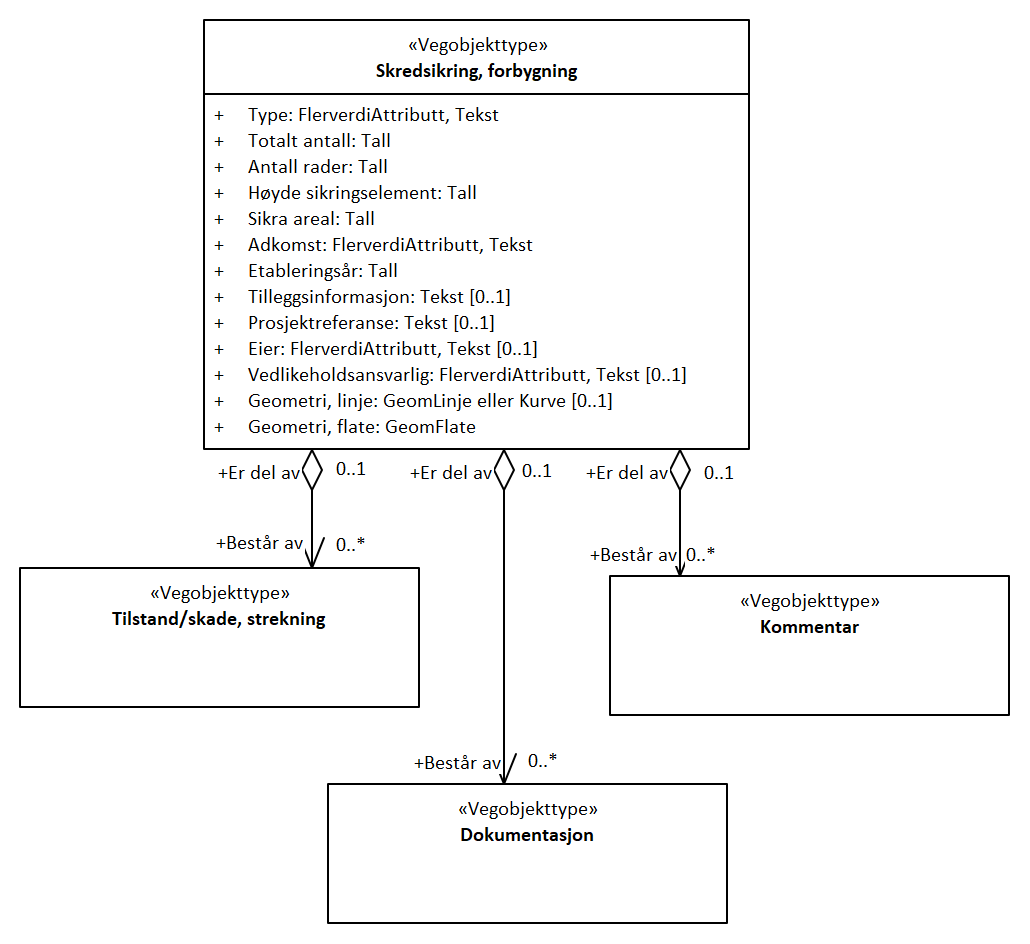 «Vegobjekttype»
Skredsikring, forbygning
+ Type: FlerverdiAttributt, Tekst
+ Totalt antall: Tall
+ Antall rader: Tall
+ Høyde sikringselement: Tall
+ Sikra areal: Tall
+ Adkomst: FlerverdiAttributt, Tekst
+ Etableringsår: Tall
+ Tilleggsinformasjon: Tekst [0..1]
+ Prosjektreferanse: Tekst [0..1]
+ Eier: FlerverdiAttributt, Tekst [0..1]
+ Vedlikeholdsansvarlig: FlerverdiAttributt, Tekst [0..1]
+ Geometri, linje: GeomLinje eller Kurve [0..1]
+ Geometri, flate: GeomFlate
+Er del av 0..1 +Er del av 0..1 +Er del av 0..1
+Består av 0..*
+Består av 0..*
«Vegobjekttype»
Tilstand/skade, strekning
«Vegobjekttype»
Kommentar
+Består av 0..*
«Vegobjekttype»
Dokumentasjon